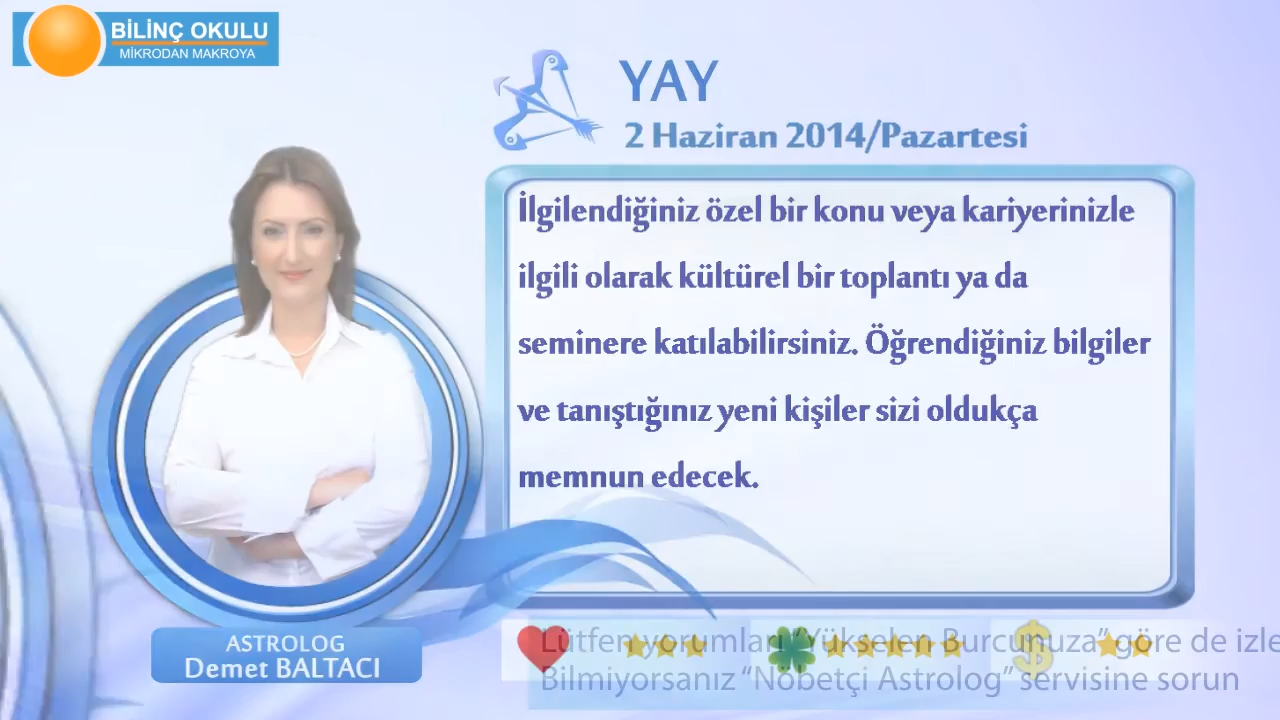 BİLİNÇ OKULU
MİKRODAN MAKROYA
YAY
2 Haziran 2014/Pazartesi
İlgilendiğiniz özel bir konu veya kariyerinizle
ilgili olarak kültürel bir toplantı ya da
seminere katılabilirsiniz. Öğrendiğiniz bilgiler
ve tanıştığınız yeni kişiler sizi oldukça
memnun edecek.
ASTROLOG
Demet BALTACI
Lütfen yorumları "Yükselen Burcunuza" göre de izle
Bilmiyorsanız "Nöbetçi Astrolog" servisine sorun